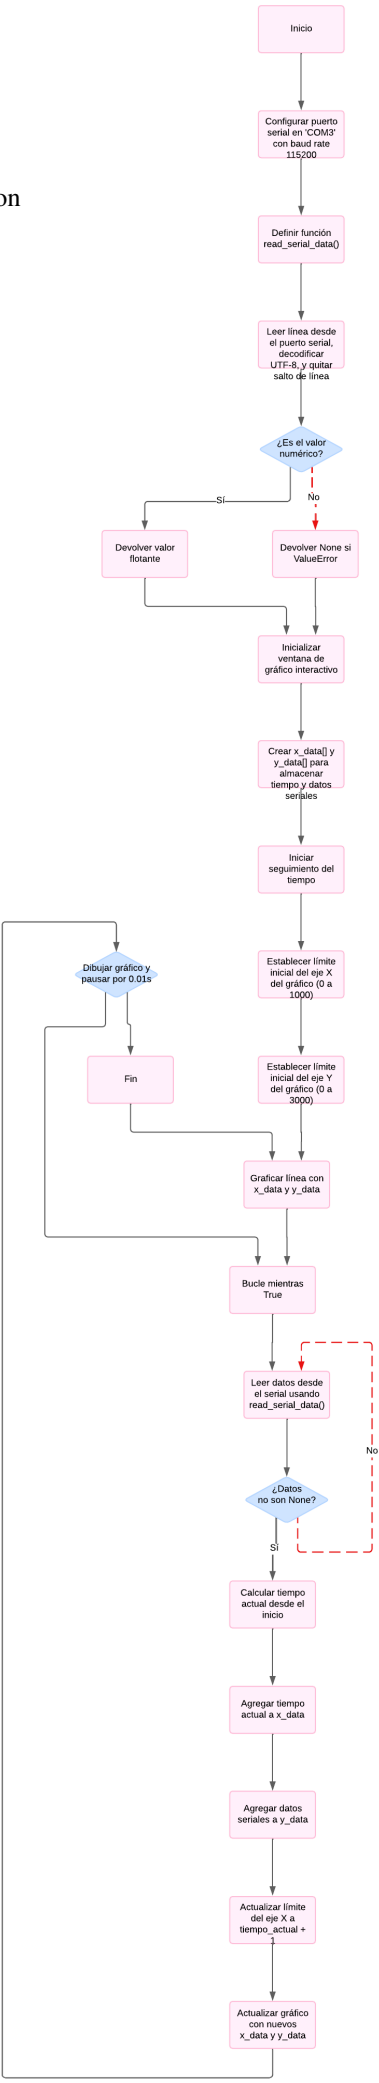 Inicio
Configurar puerto
serial en 'COM3'
con baud rate
115200
on
Definir función
read_serial_data()
Leer línea desde
el puerto serial,
decodificar
UTF-8, y quitar
salto de línea
¿Es el valor
numérico?
Sí
No
Devolver valor
flotante
Devolver None si
ValueError
Inicializar
ventana de
gráfico interactivo
Crear x_data[] y
y_data[] para
almacenar
tiempo y datos
seriales
Iniciar
seguimiento del
tiempo
Dibujar gráfico y
pausar por 0.01s
Establecer límite
inicial del eje X
del gráfico (0 a
1000)
Fin
Establecer límite
inicial del eje Y
del gráfico (0 a
3000)
Graficar línea con
x_data y y_data
Bucle mientras
True
Leer datos desde
el serial usando
read_serial_data()
No
¿Datos
no son None?
Sí
Calcular tiempo
actual desde el
inicio
Agregar tiempo
actual a x_data
Agregar datos
seriales a y_data
Actualizar límite
del eje X a
tiempo_actual +
1
Actualizar gráfico
con nuevos
x_data y y_data